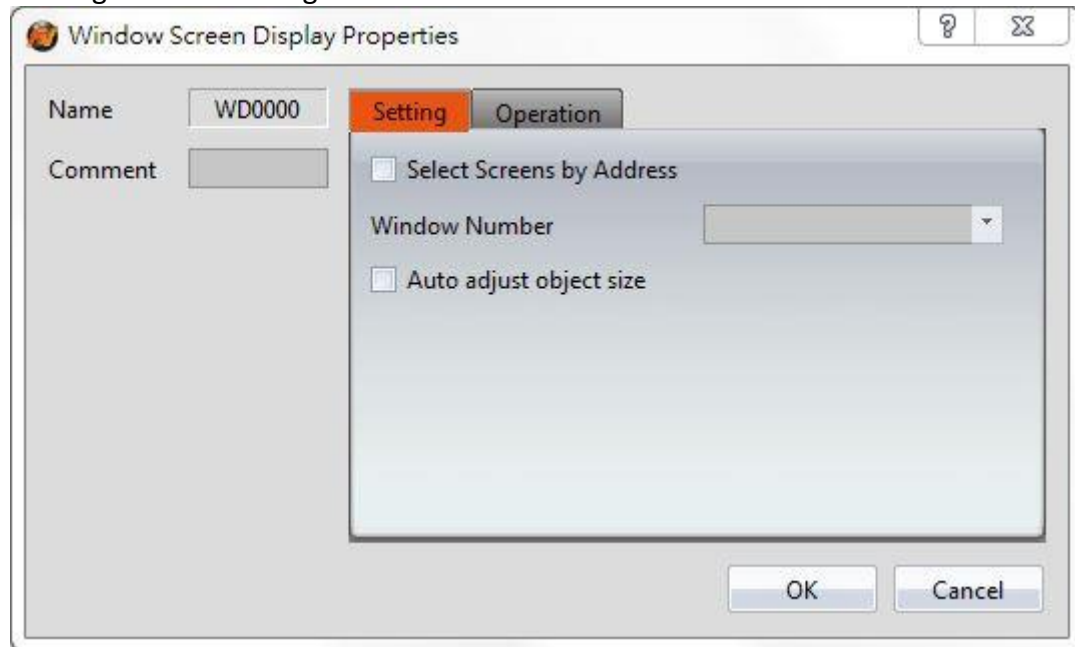 Window Screen Display Properties
Name WD0000
Setting Operation
Comment
Select Screens by Address
Window Number
Auto adjust object size
OK Cancel